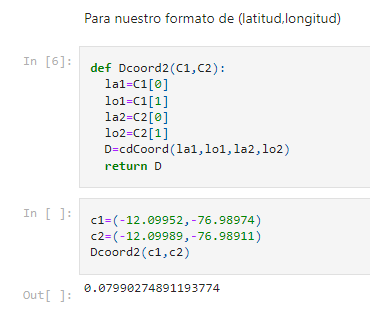 Para nuestro formato de (latitud,longitud)
In [6]:
def Dcoord2(C1,C2):
  la1=C1[0]
  lo1=C1[1]
  la2=C2[0]
  lo2=C2[1]
  D=cdCoord(la1,lo1,la2,lo2)
  return D
In [ ]:
c1=(-12.09952,-76.98974)
c2=(-12.09989,-76.98911)
Dcoord2(c1,c2)
Out[ ]:
0.07990274891193774